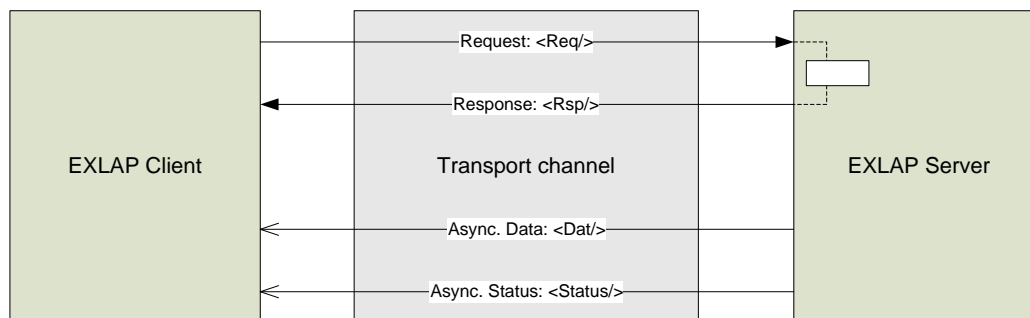 Request: <Req/>
Response: <Rsp/>
EXLAP Client
Transport channel
EXLAP Server
Async. Data: <Dat/>
Async. Status: <Status/>